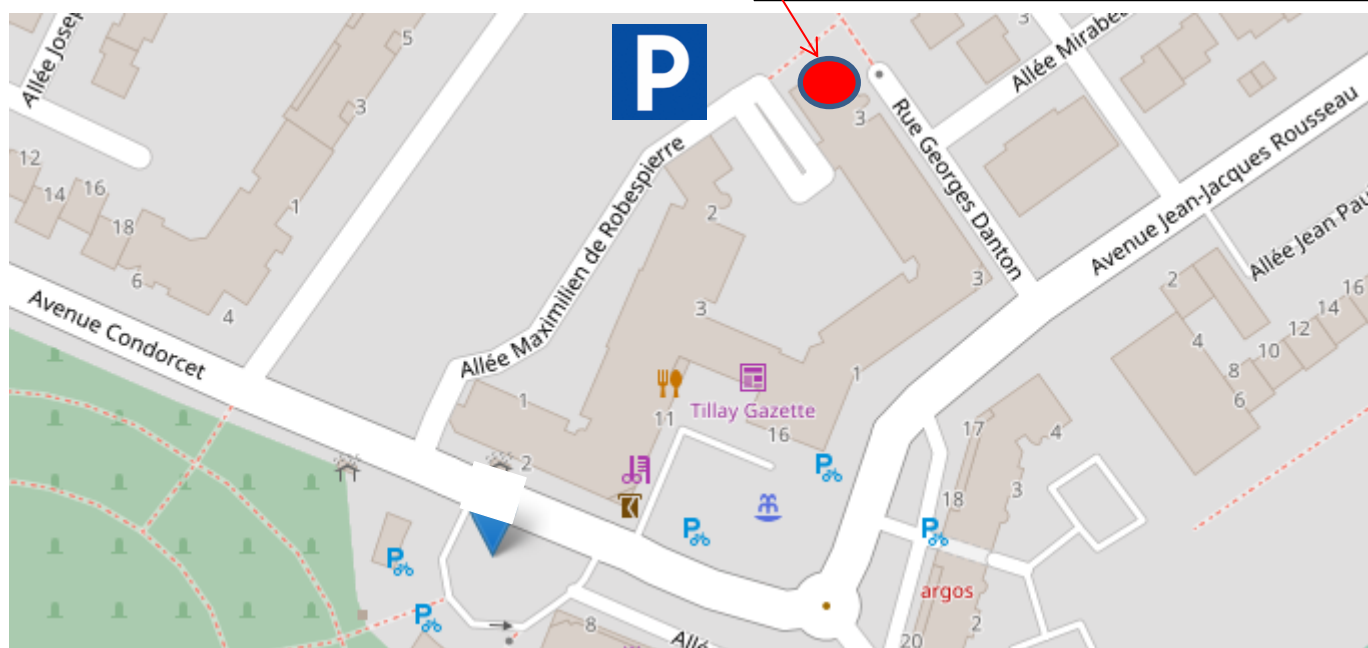 Allée Josep
5
P
3
Allée Mirabea
3
3
Rue Georges Danton
Avenue Jean-Jacques Rousseau
12
14
16
18
1
6
4
Allée Maximilien de Robespierre
2
3
3
Allée Jean Pau
2
4
16
14
12
10
8
6
Avenue Condorcet
1
11
Tillay Gazette
16
1
2
P
P
17
4
3
18
P
P
P
argos
8
Allé
20
2